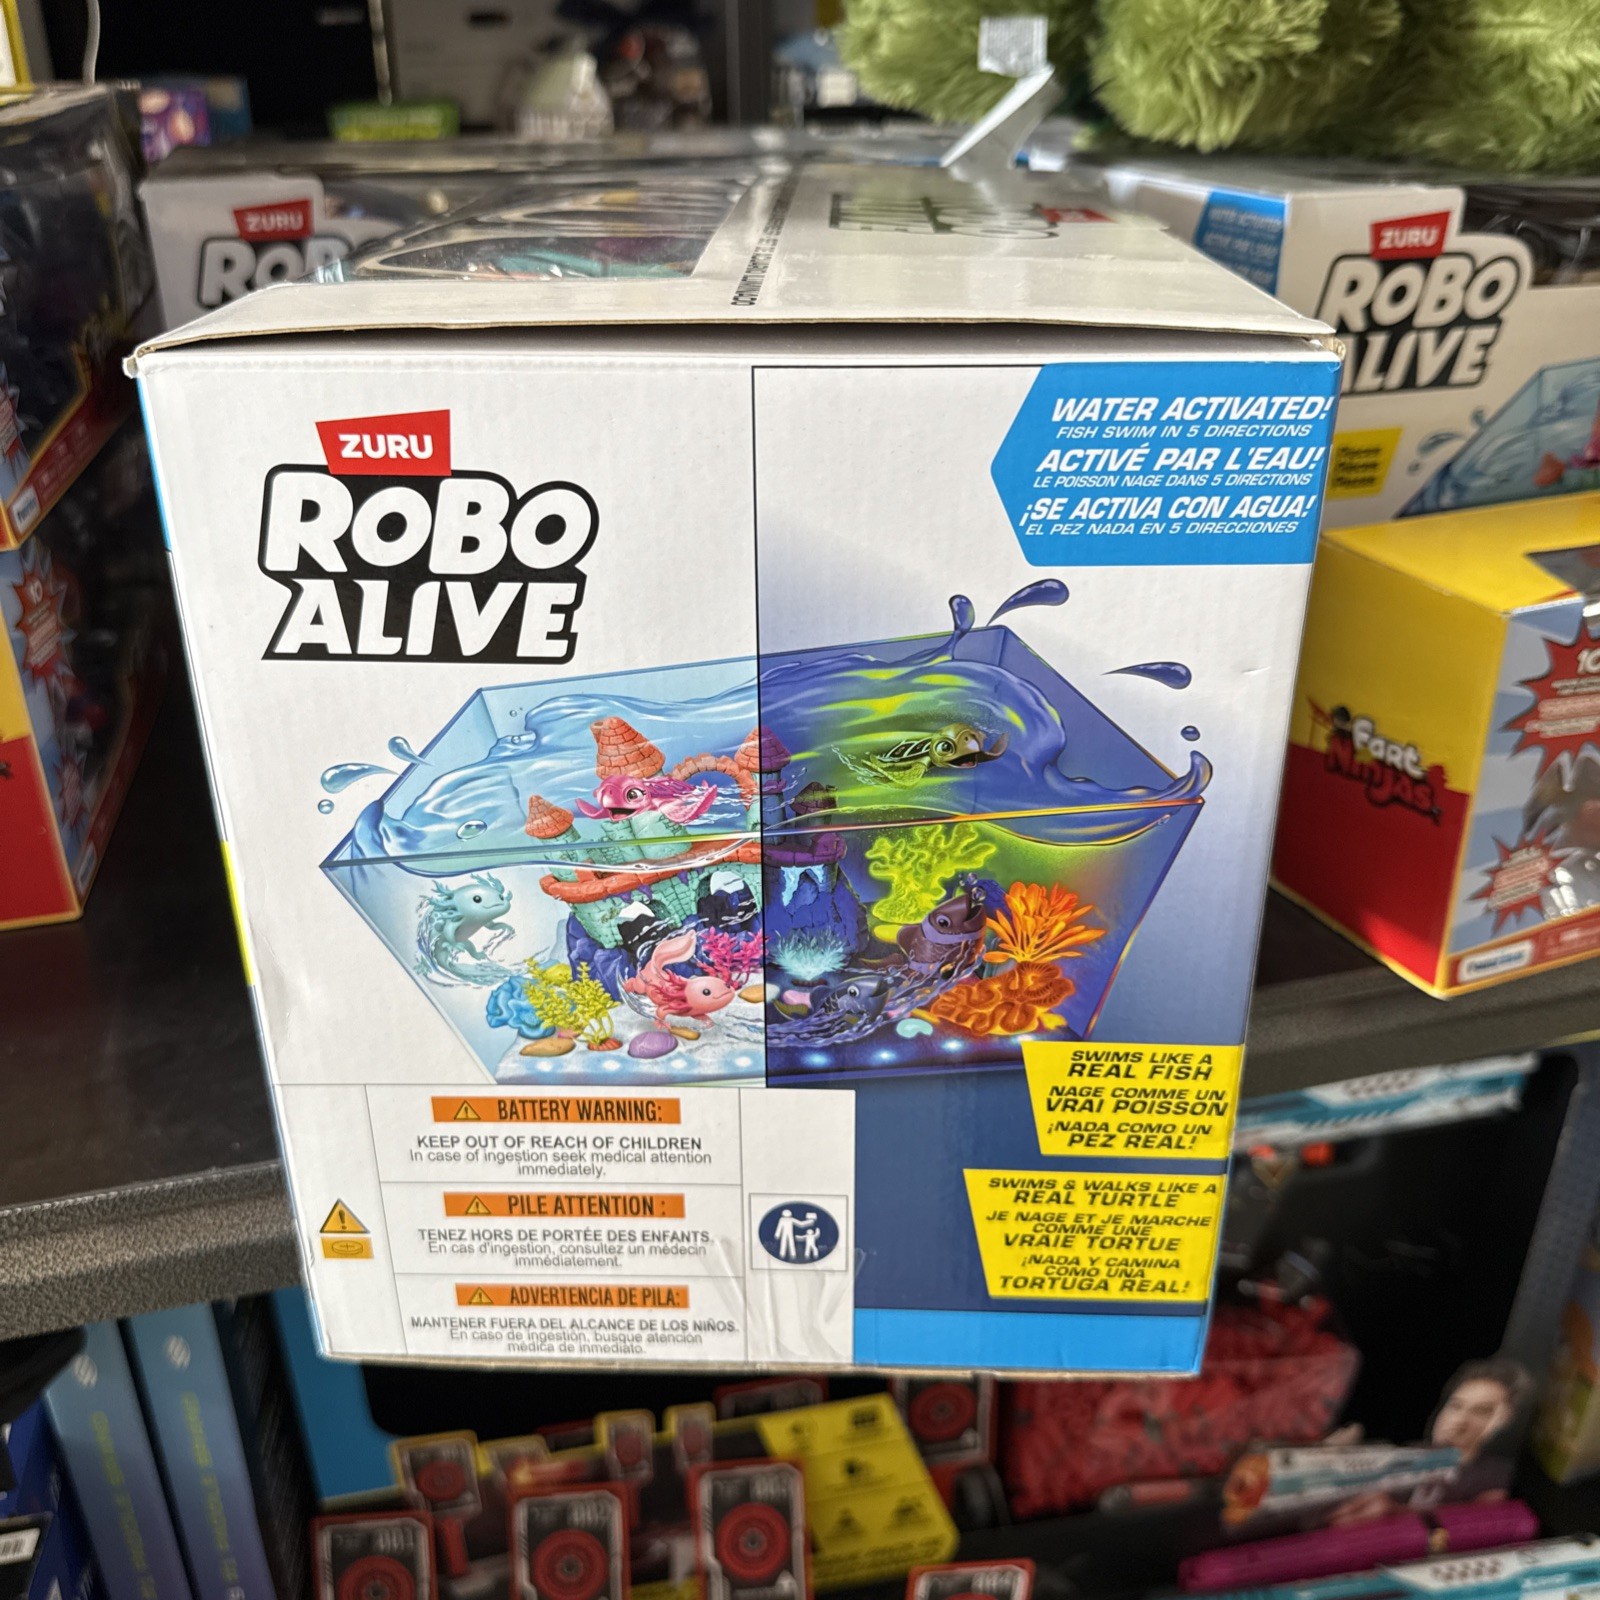 ZURU
ROBO
ALIVE
WATER ACTIVATED!
FISH SWIM IN 5 DIRECTIONS
ACTIVÉ PAR L'EAU!
LE POISSON NAGE DANS 5 DIRECTIONS
¡SE ACTIVA CON AGUA!
EL PEZ NADA EN 5 DIRECCIONES
SWIMS LIKE A
REAL FISH
NAGE COMME UN
VRAI POISSON
¡NADA COMO UN
PEZ REAL!
SWIMS & WALKS LIKE A
REAL TURTLE
JE NAGE ET JE MARCHE
COMME UNE
VRAIE TORTUE
¡NADA Y CAMINA
COMO UNA
TORTUGA REAL!
BATTERY WARNING:
KEEP OUT OF REACH OF CHILDREN
In case of ingestion seek medical attention
immediately.
PILE ATTENTION :
TENEZ HORS DE PORTÉE DES ENFANTS.
En cas d'ingestion, consultez un médecin
immédiatement.
ADVERTENCIA DE PILA:
MANTENER FUERA DEL ALCANCE DE LOS NIÑOS.
En caso de ingestión, busque atención
médica de inmediato.
ZURU
ROB
ZURU
ROBO
ALIVE
WATER ACTIVATED
Fart
Ninjas
10